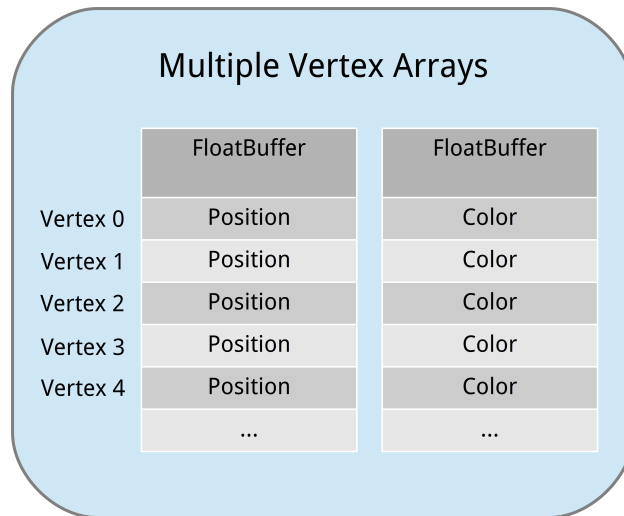 Multiple Vertex Arrays
FloatBuffer FloatBuffer
Vertex 0 Position Color
Vertex 1 Position Color
Vertex 2 Position Color
Vertex 3 Position Color
Vertex 4 Position Color
... ...